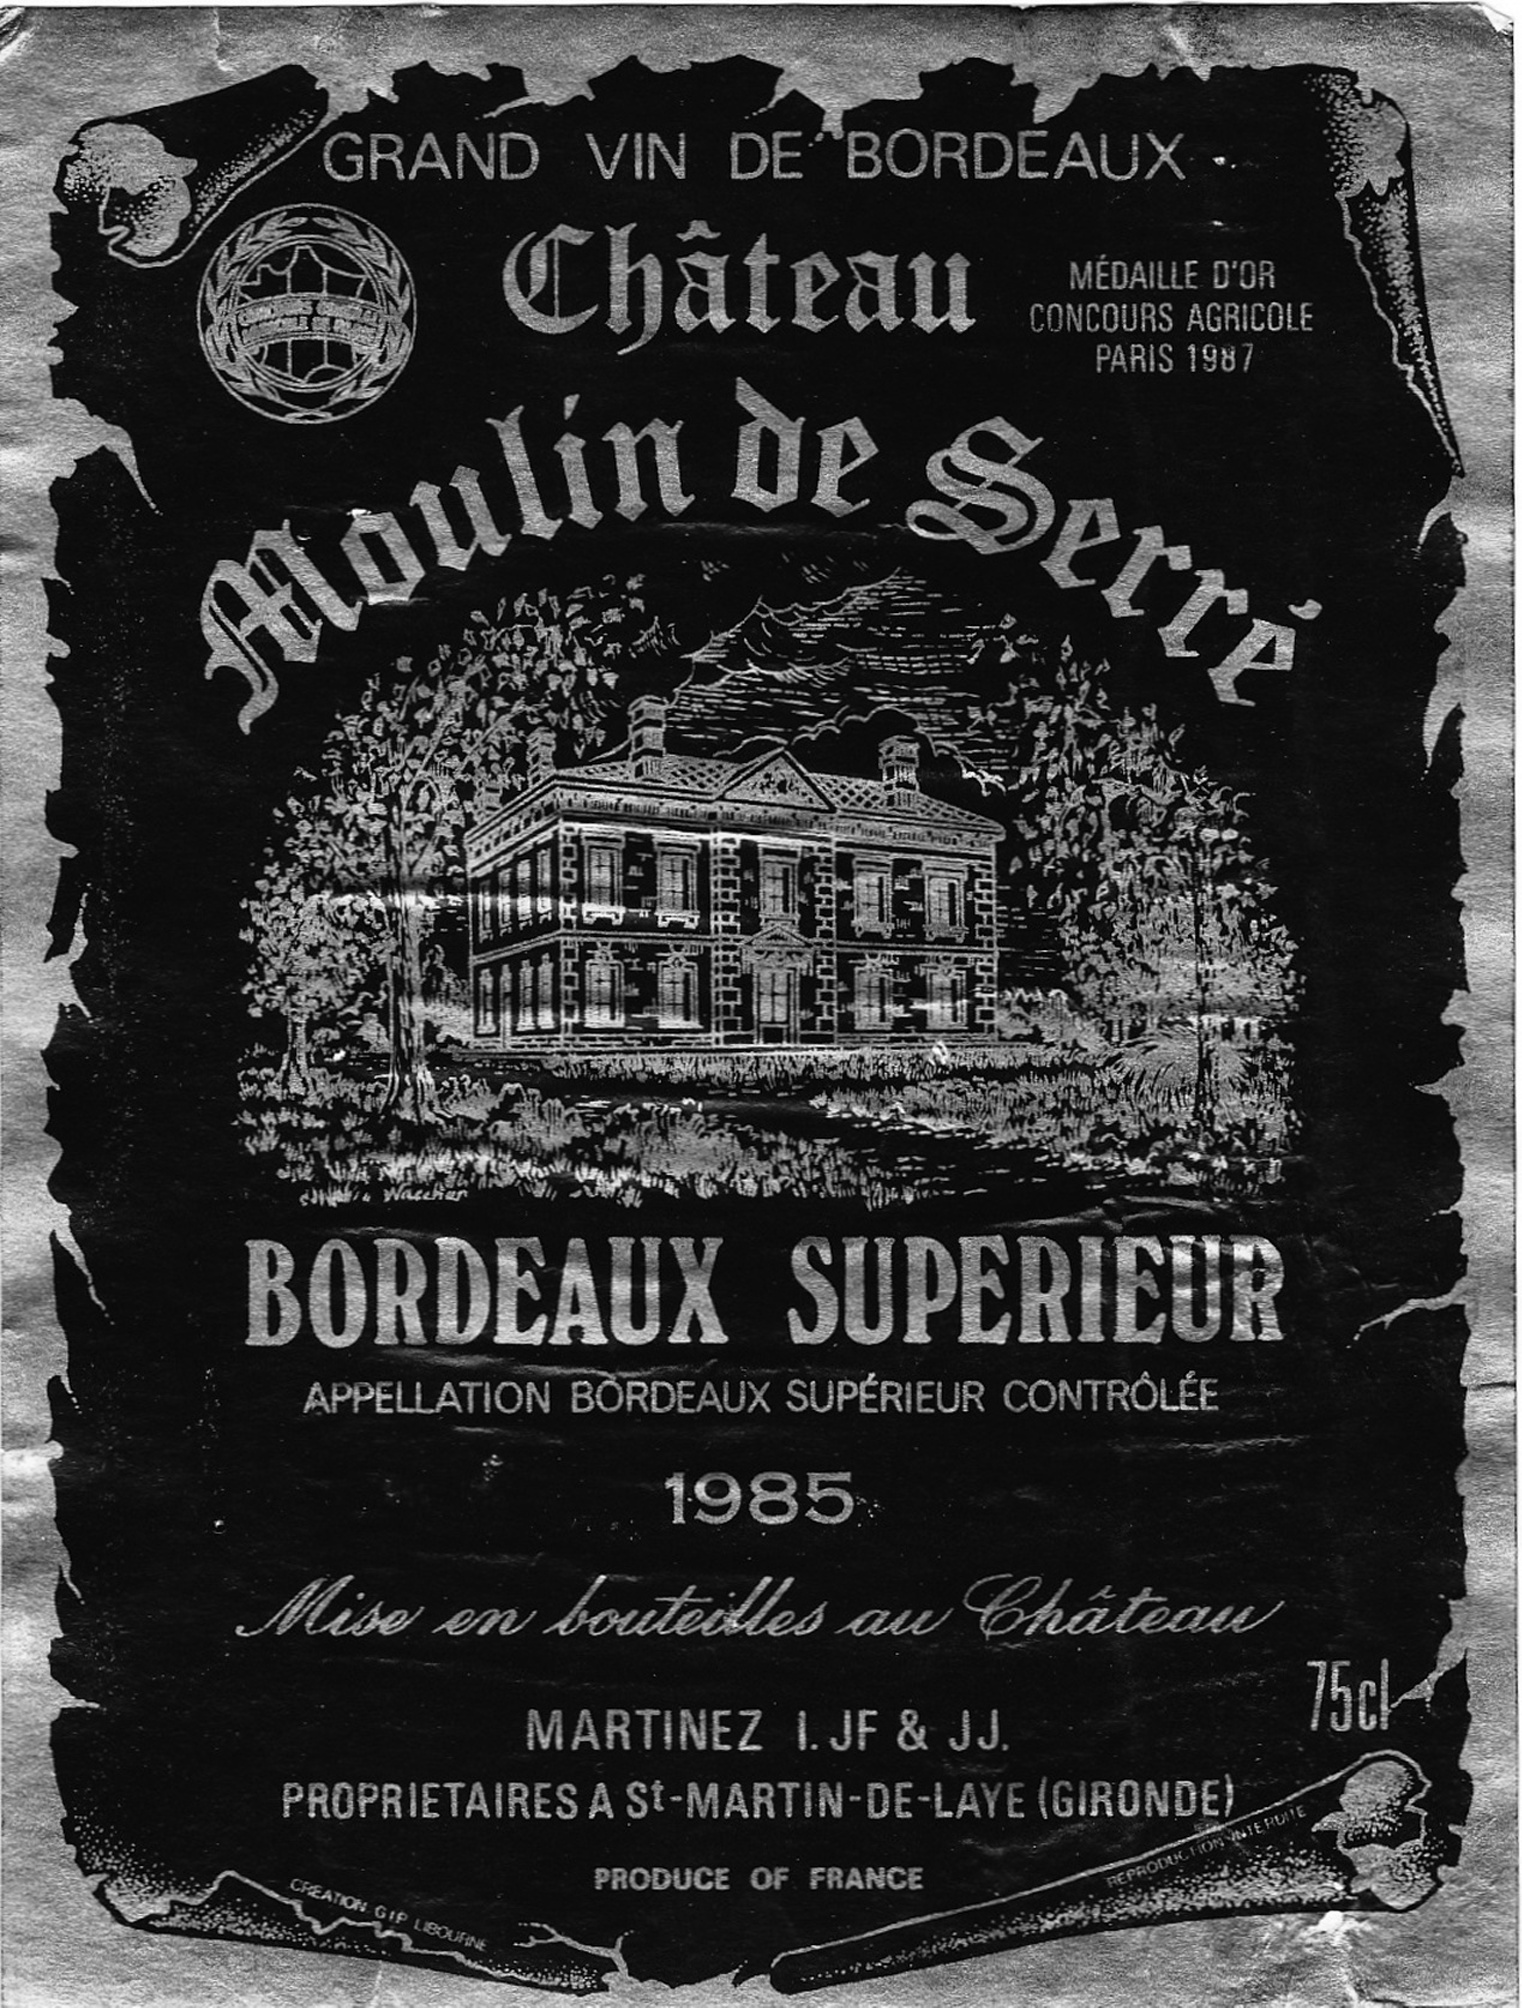 GRAND VIN DE BORDEAUX
Château
MÉDAILLE D'OR
CONCOURS AGRICOLE
PARIS 1987
Moulin de Serré
BORDEAUX SUPERIEUR
APPELLATION BORDEAUX SUPÉRIEUR CONTRÔLÉE
1985
Mise en bouteilles au Château
75cl
MARTINEZ I. JF & JJ.
PROPRIETAIRES A St-MARTIN-DE-LAYE (GIRONDE)
REPRODUCTION INTERDITE
PRODUCE OF FRANCE
CREATION GIP LIBOURNE